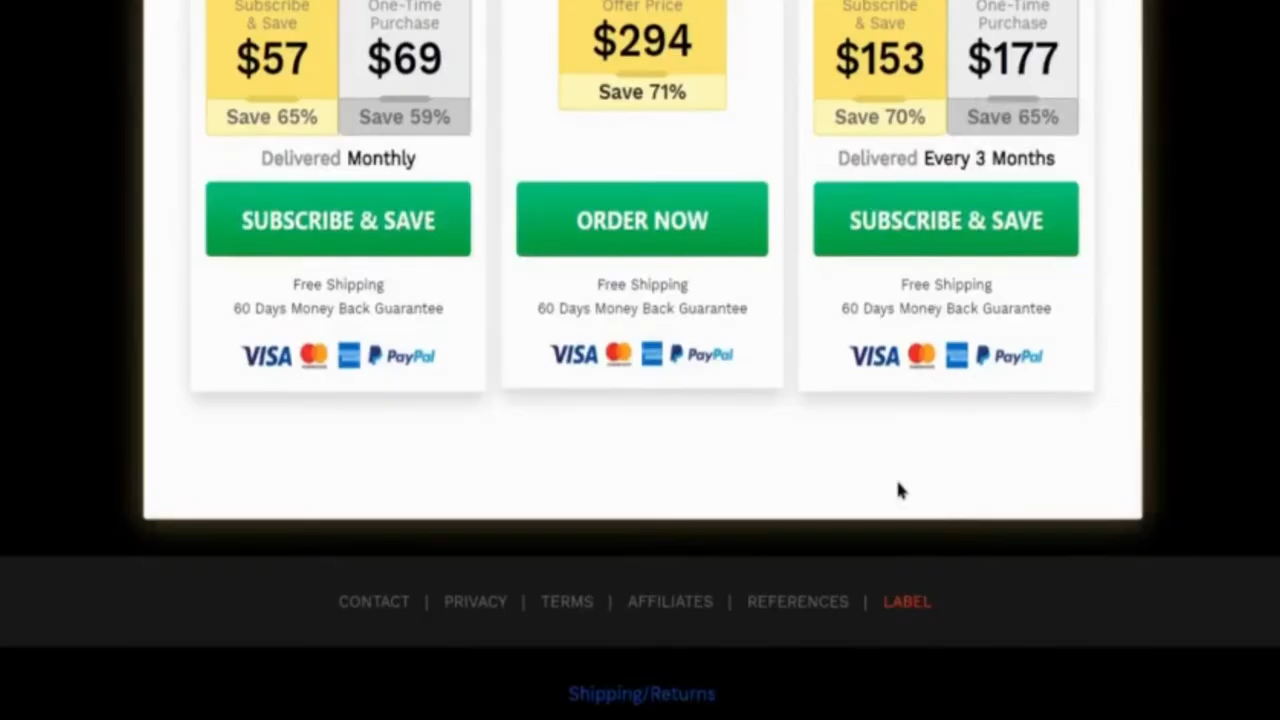 Subscribe
& Save
$57
Save 65%
One-Time
Purchase
$69
Save 59%
Delivered Monthly
SUBSCRIBE & SAVE
Free Shipping
60 Days Money Back Guarantee
VISA PayPal
Offer Price
$294
Save 71%
ORDER NOW
Free Shipping
60 Days Money Back Guarantee
VISA PayPal
Subscribe
& Save
$153
Save 70%
One-Time
Purchase
$177
Save 65%
Delivered Every 3 Months
SUBSCRIBE & SAVE
Free Shipping
60 Days Money Back Guarantee
VISA PayPal
CONTACT | PRIVACY | TERMS | AFFILIATES | REFERENCES | LABEL
Shipping/Returns